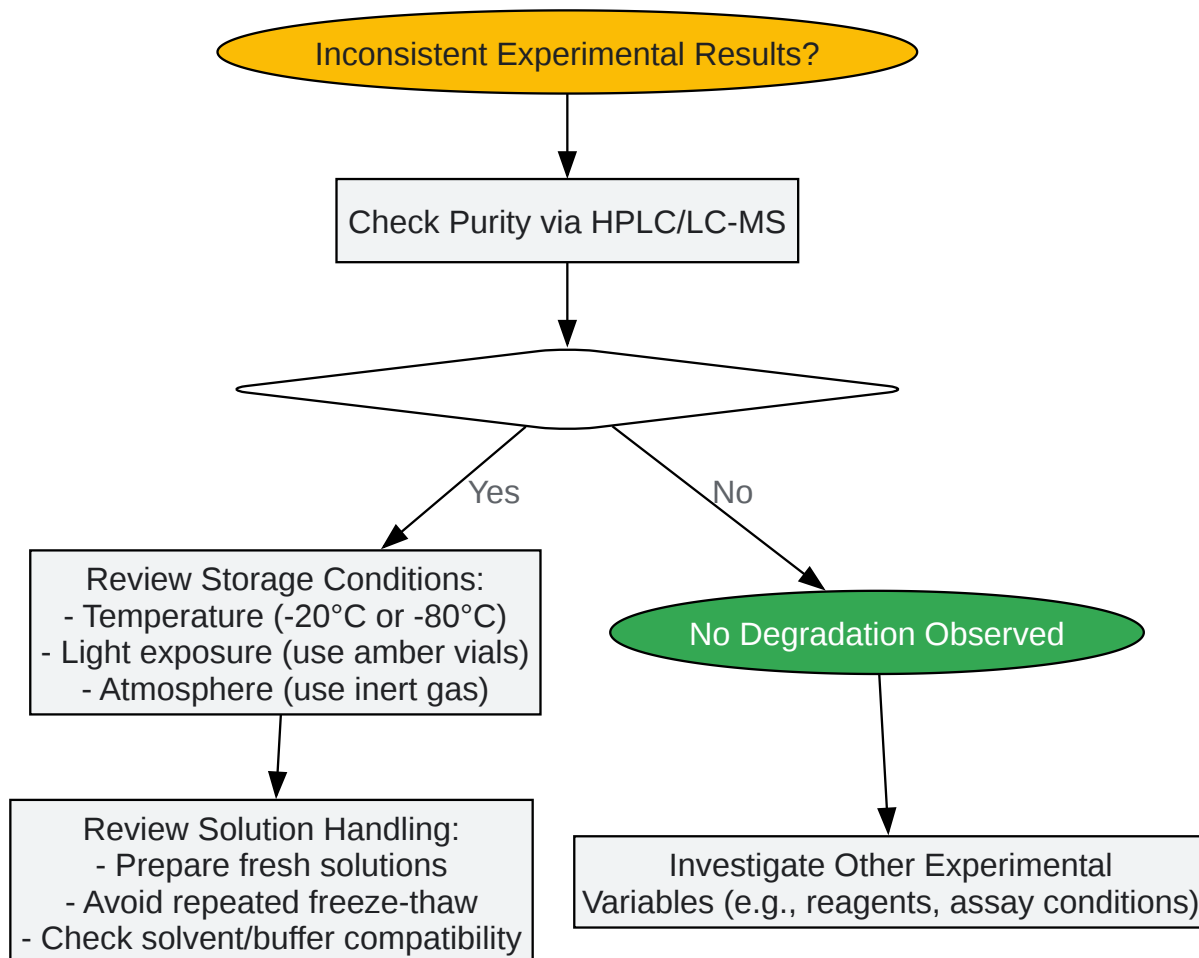 Inconsistent Experimental Results?
Check Purity via HPLC/LC-MS
Yes
No
Review Storage Conditions:
- Temperature (-20°C or -80°C)
- Light exposure (use amber vials)
- Atmosphere (use inert gas)
No Degradation Observed
Review Solution Handling:
- Prepare fresh solutions
- Avoid repeated freeze-thaw
- Check solvent/buffer compatibility
Investigate Other Experimental
Variables (e.g., reagents, assay conditions)